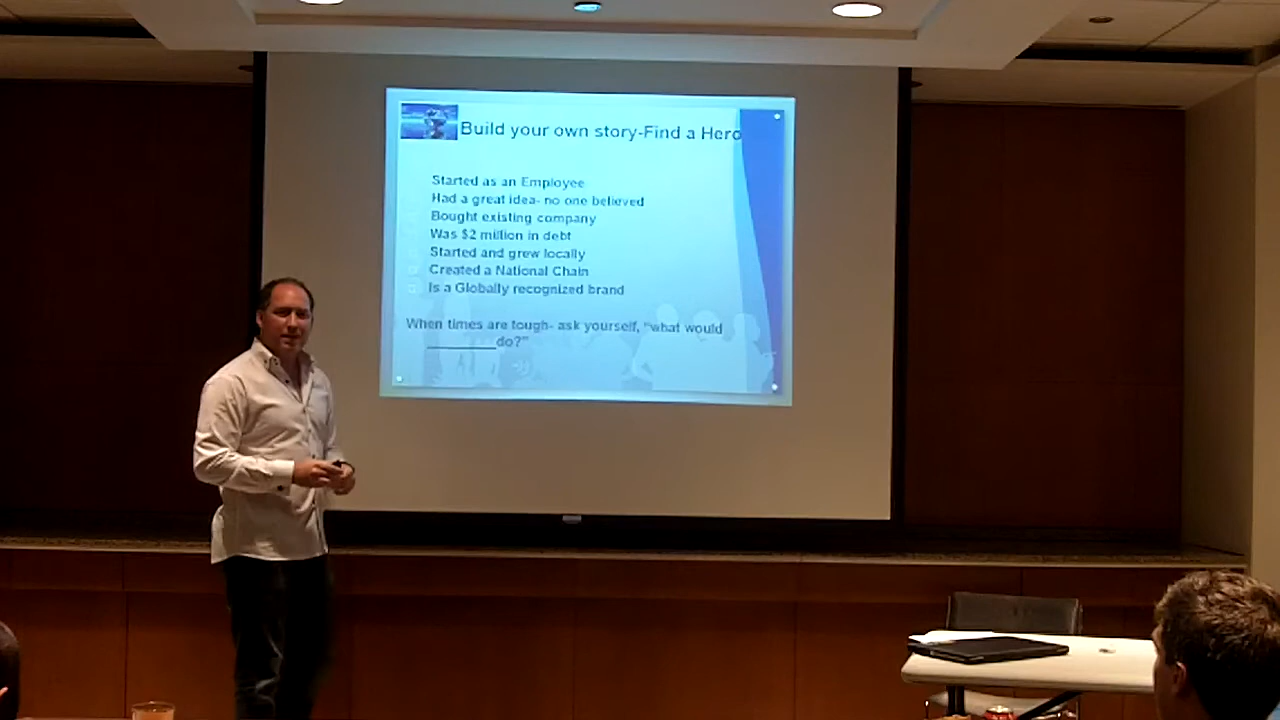 Build your own story-Find a Hero
Started as an Employee
Had a great idea- no one believed
Bought existing company
Was $2 million in debt
Started and grew locally
Created a National Chain
Is a Globally recognized brand
When times are tough- ask yourself, "what would
________do?"